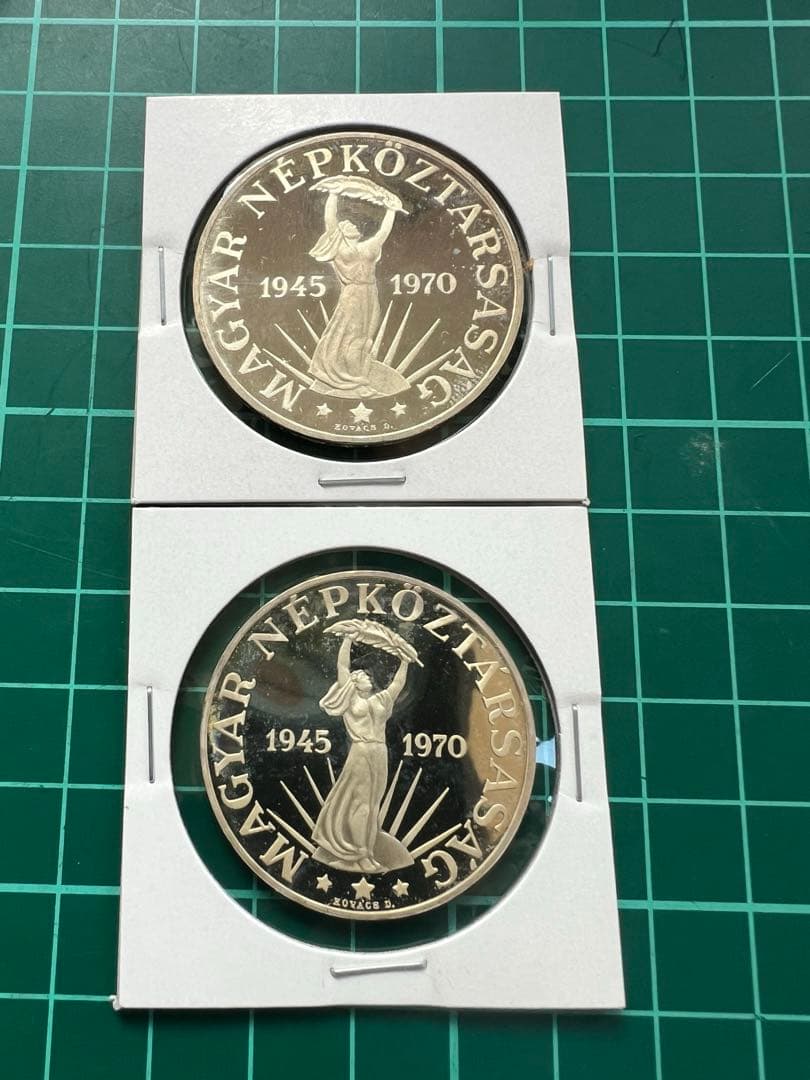 MAGYAR NÉPKÖZTÁRSASÁG
1945 1970
KOVÁCS D.
MAGYAR NÉPKÖZTÁRSASÁG
1945 1970
KOVÁCS D.